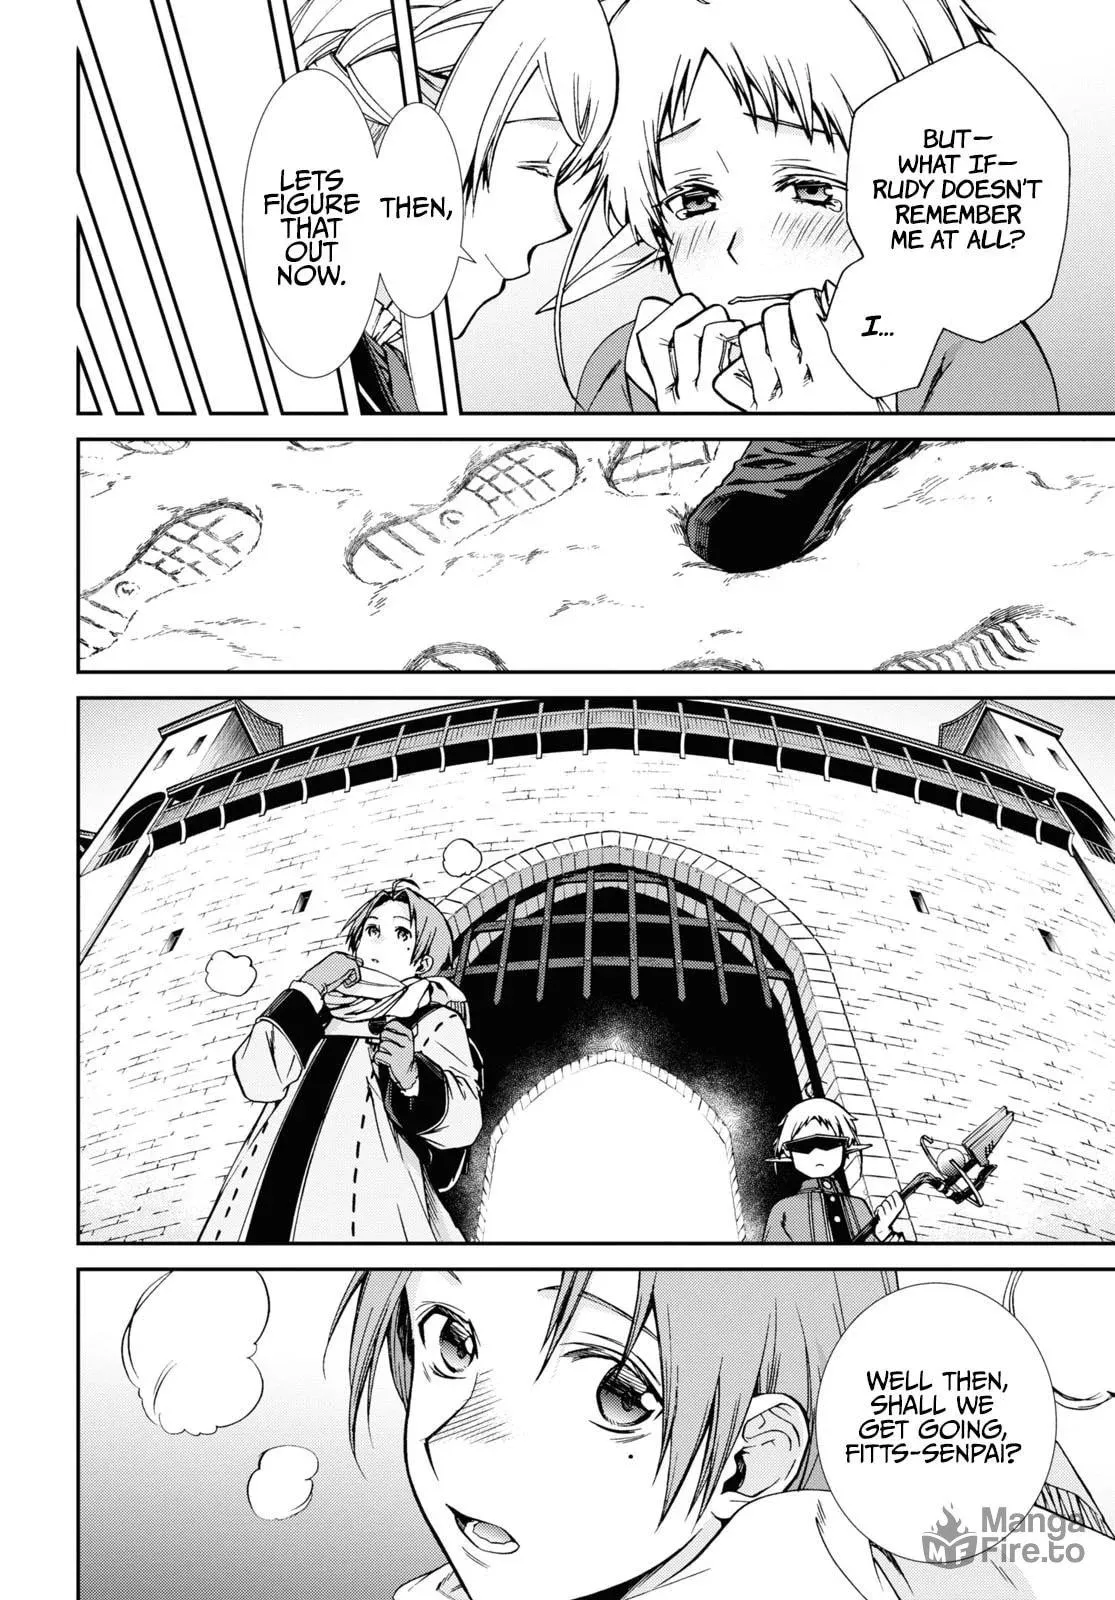 BUT—
WHAT IF—
RUDY DOESN'T
REMEMBER
ME AT ALL?
I...
THEN,
LETS
FIGURE
THAT
OUT
NOW.
WELL THEN,
SHALL WE
GET GOING,
FITTS-SENPAI?
MF Manga
Fire.to